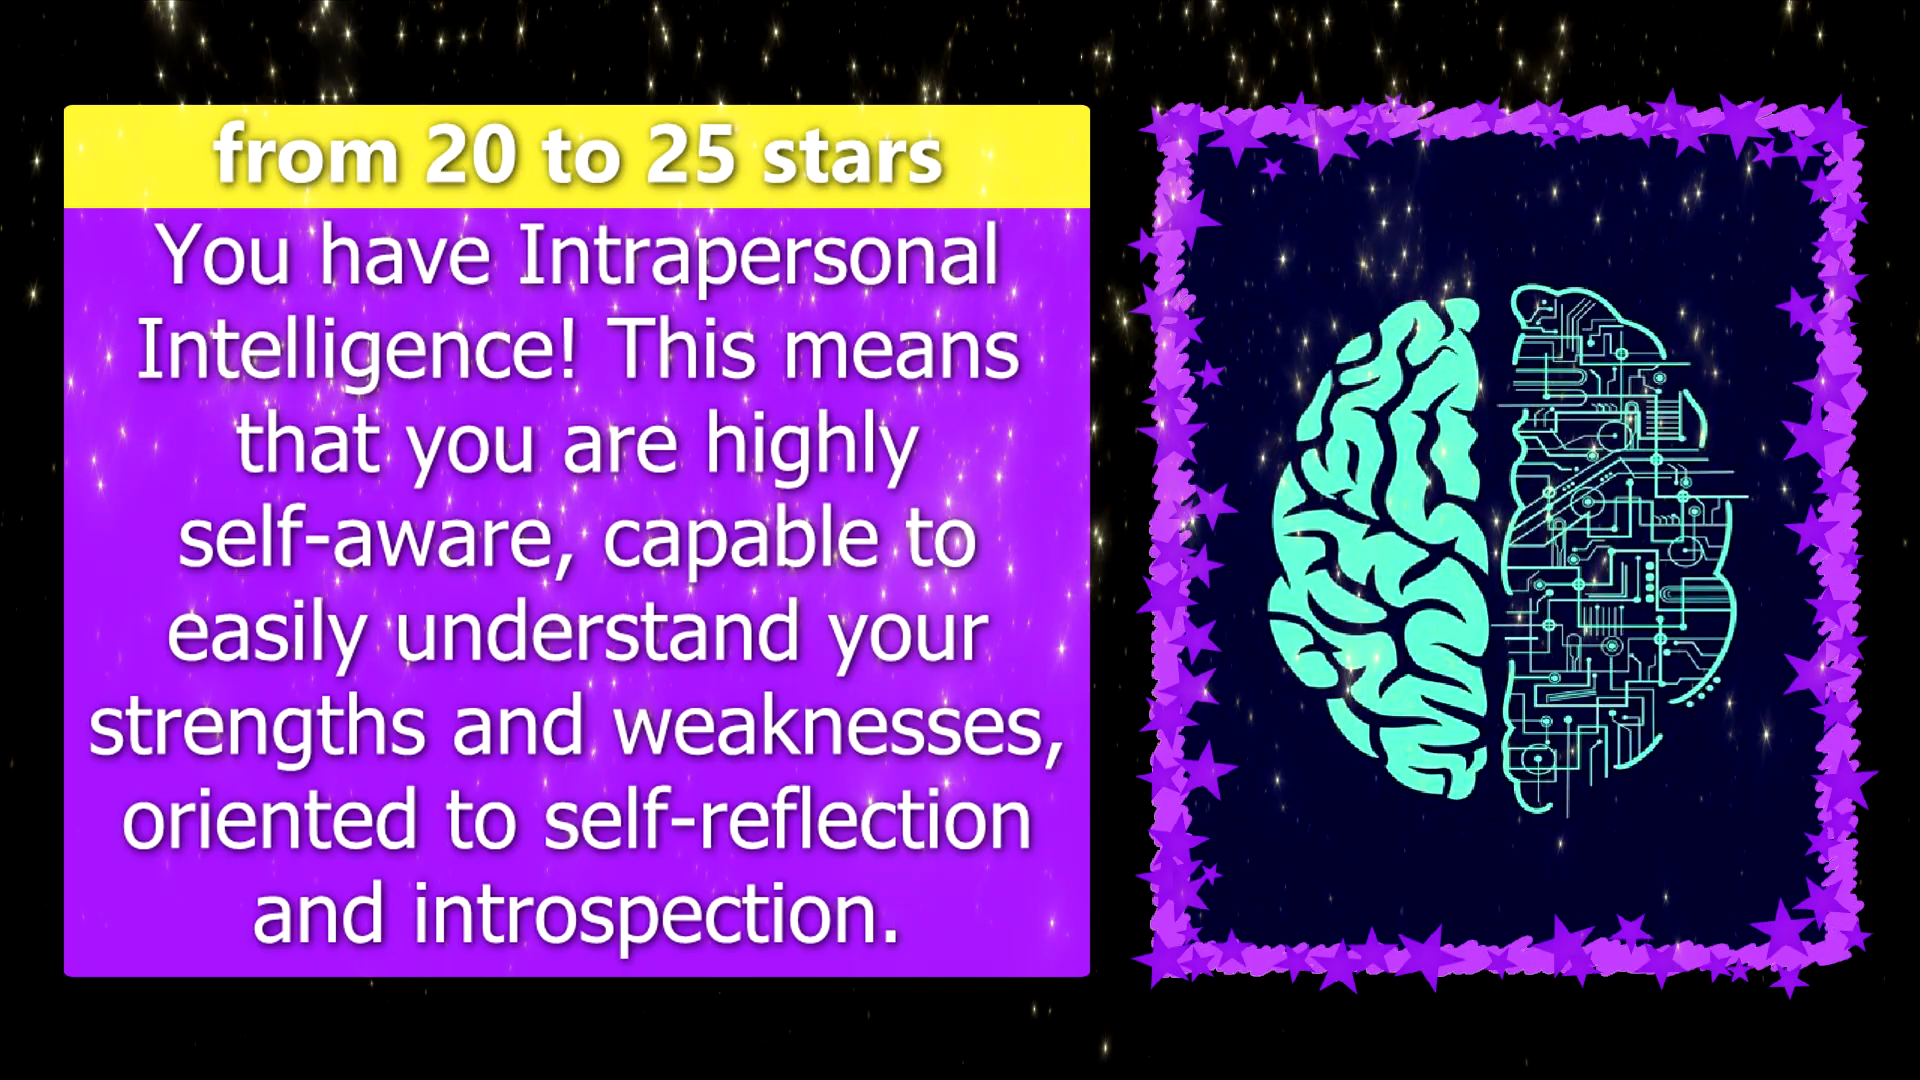 from 20 to 25 stars
You have Intrapersonal
Intelligence! This means
that you are highly
self-aware, capable to
easily understand your
strengths and weaknesses,
oriented to self-reflection
and introspection.